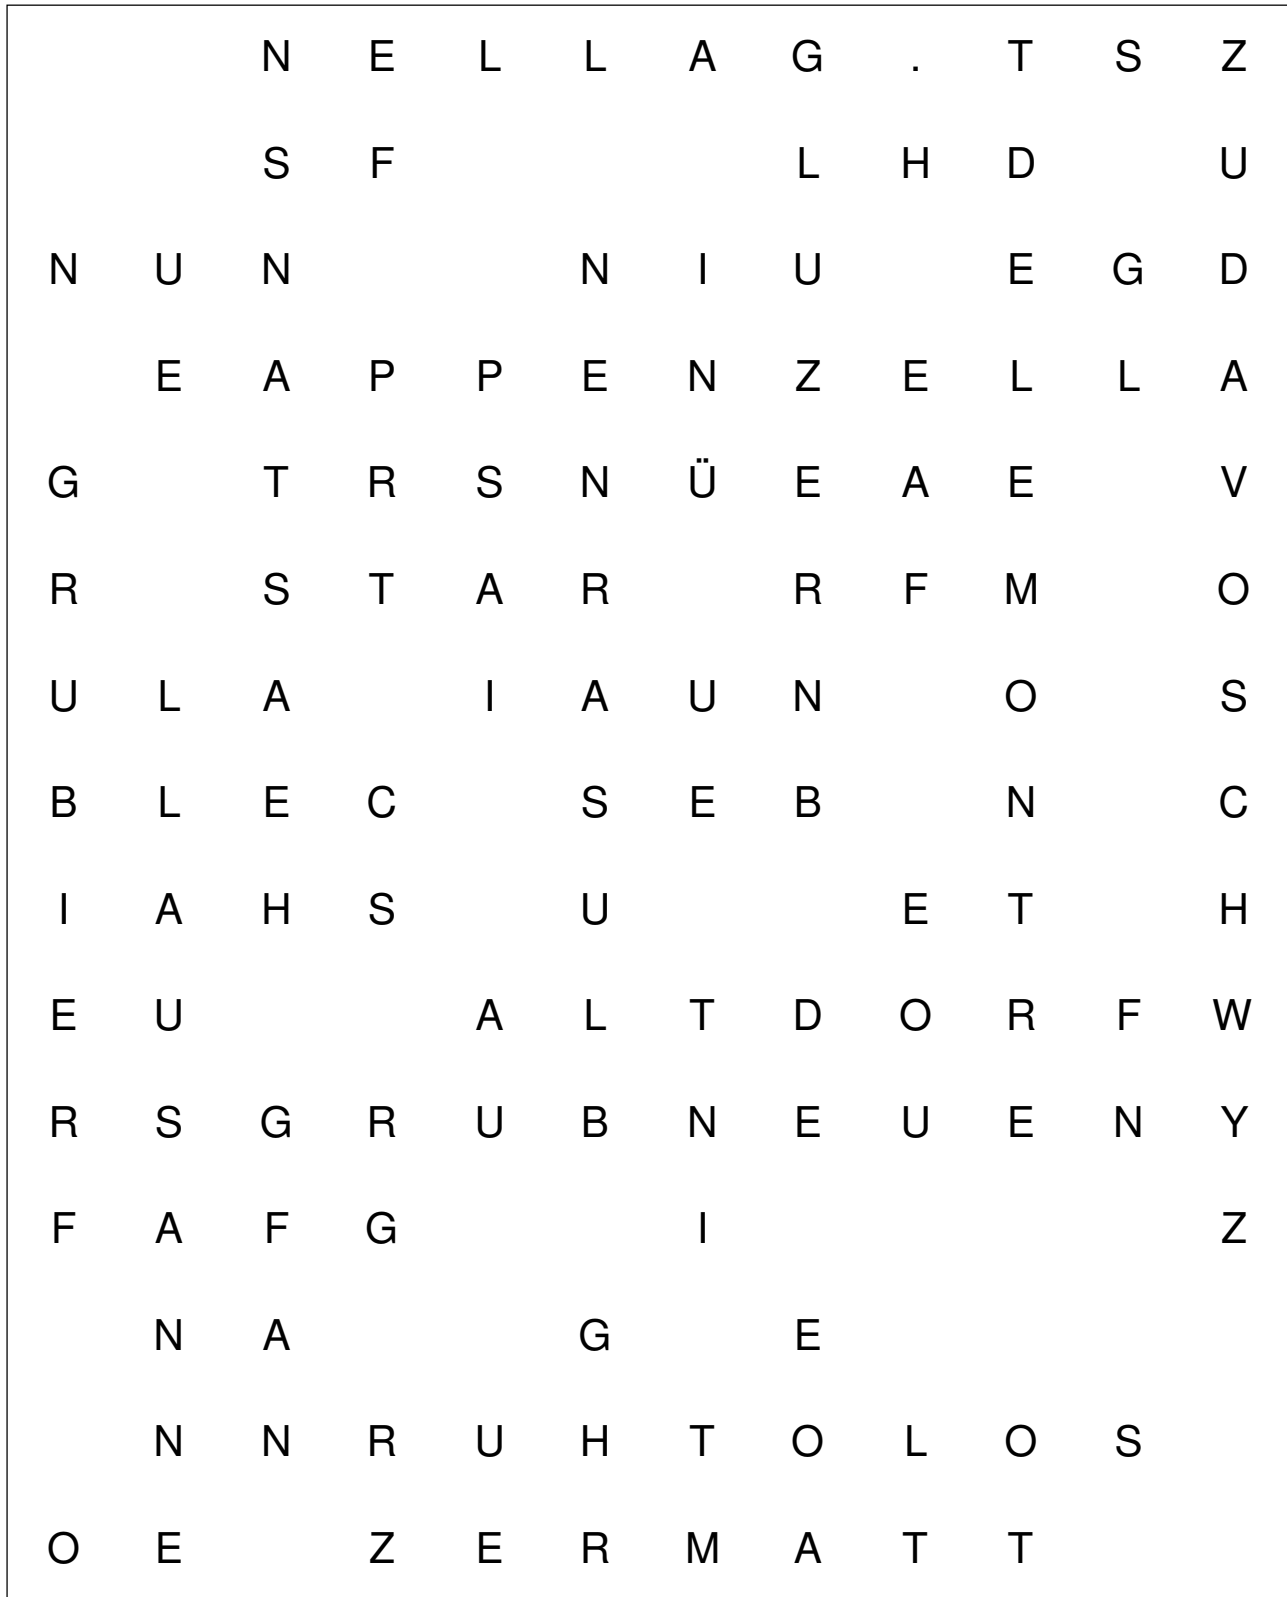 N E L L A G . T S Z
S F L H D U
N U N N I U E G D
E A P P E N Z E L L A
G T R S N Ü E A E V
R S T A R R F M O
U L A I A U N O S
B L E C S E B N C
I A H S U E T H
E U A L T D O R F W
R S G R U B N E U E N Y
F A F G I Z
N A G E
N N R U H T O L O S
O E Z E R M A T T